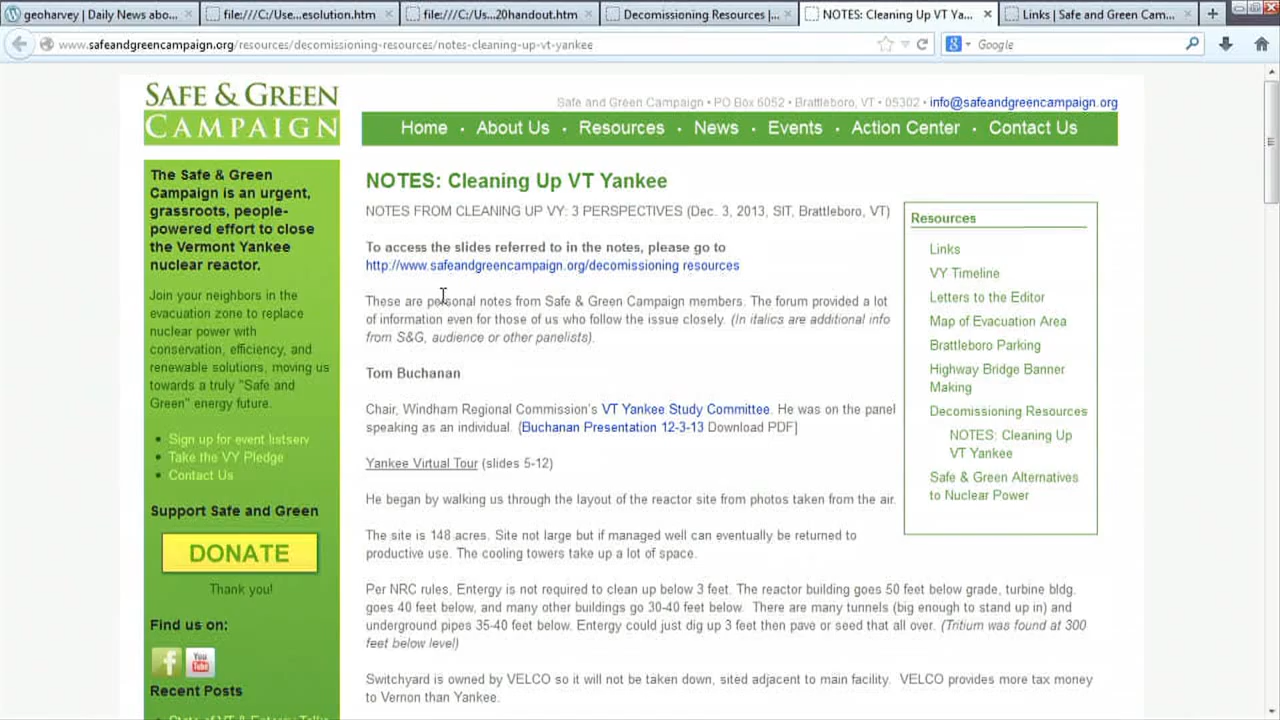 geoharvey | Daily News abo...
file:///C:/Use...esolution.htm
file:///C:/Us...20handout.htm
Decomissioning Resources |...
NOTES: Cleaning Up VT Ya...
Links | Safe and Green Cam...
www.safeandgreencampaign.org/resources/decomissioning-resources/notes-cleaning-up-vt-yankee
Google
SAFE & GREEN
CAMPAIGN
Safe and Green Campaign • PO Box 6052 • Brattleboro, VT • 05302 • info@safeandgreencampaign.org
Home • About Us • Resources • News • Events • Action Center • Contact Us
The Safe & Green
Campaign is an urgent,
grassroots, people-
powered effort to close
the Vermont Yankee
nuclear reactor.
Join your neighbors in the
evacuation zone to replace
nuclear power with
conservation, efficiency, and
renewable solutions, moving us
towards a truly "Safe and
Green" energy future.
• Sign up for event listserv
• Take the VY Pledge
• Contact Us
Support Safe and Green
DONATE
Thank you!
Find us on:
f
You
Tube
Recent Posts
State of VT & Entergy Talks
NOTES: Cleaning Up VT Yankee
NOTES FROM CLEANING UP VY: 3 PERSPECTIVES (Dec. 3, 2013, SIT, Brattleboro, VT)
To access the slides referred to in the notes, please go to
http://www.safeandgreencampaign.org/decomissioning resources
These are personal notes from Safe & Green Campaign members. The forum provided a lot
of information even for those of us who follow the issue closely. (In italics are additional info
from S&G, audience or other panelists).
Tom Buchanan
Chair, Windham Regional Commission's VT Yankee Study Committee. He was on the panel
speaking as an individual. (Buchanan Presentation 12-3-13 Download PDF]
Yankee Virtual Tour (slides 5-12)
He began by walking us through the layout of the reactor site from photos taken from the air.
The site is 148 acres. Site not large but if managed well can eventually be returned to
productive use. The cooling towers take up a lot of space.
Per NRC rules, Entergy is not required to clean up below 3 feet. The reactor building goes 50 feet below grade, turbine bldg.
goes 40 feet below, and many other buildings go 30-40 feet below. There are many tunnels (big enough to stand up in) and
underground pipes 35-40 feet below. Entergy could just dig up 3 feet then pave or seed that all over. (Tritium was found at 300
feet below level)
Switchyard is owned by VELCO so it will not be taken down, sited adjacent to main facility. VELCO provides more tax money
to Vernon than Yankee.
Resources
Links
VY Timeline
Letters to the Editor
Map of Evacuation Area
Brattleboro Parking
Highway Bridge Banner
Making
Decomissioning Resources
NOTES: Cleaning Up
VT Yankee
Safe & Green Alternatives
to Nuclear Power